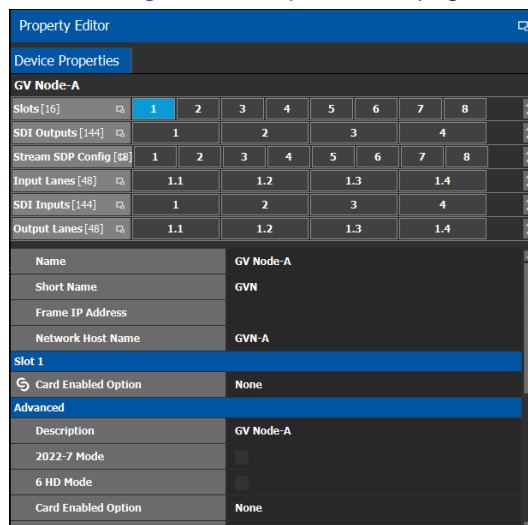 Property Editor
Device Properties
GV Node-A
Slots [16] 1 2 3 4 5 6 7 8
SDI Outputs [144] 1 2 3 4
Stream SDP Config 1 2 3 4 5 6 7 8
Input Lanes [48] 1.1 1.2 1.3 1.4
SDI Inputs [144] 1 2 3 4
Output Lanes [48] 1.1 1.2 1.3 1.4
Name GV Node-A
Short Name GVN
Frame IP Address
Network Host Name GVN-A
Slot 1
Card Enabled Option None
Advanced
Description GV Node-A
2022-7 Mode
6 HD Mode
Card Enabled Option None